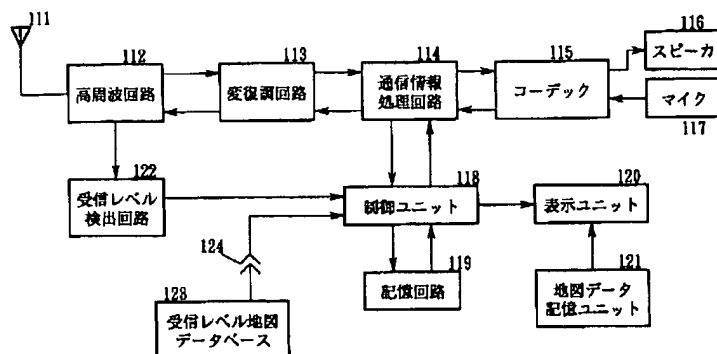 111
112
高周波回路
113
変復調回路
114
通信情報
処理回路
115
コーデック
116
スピーカ
マイク
117
122
受信レベル
検出回路
118
制御ユニット
120
表示ユニット
124
119
記憶回路
121
地図データ
記憶ユニット
123
受信レベル地図
データベース